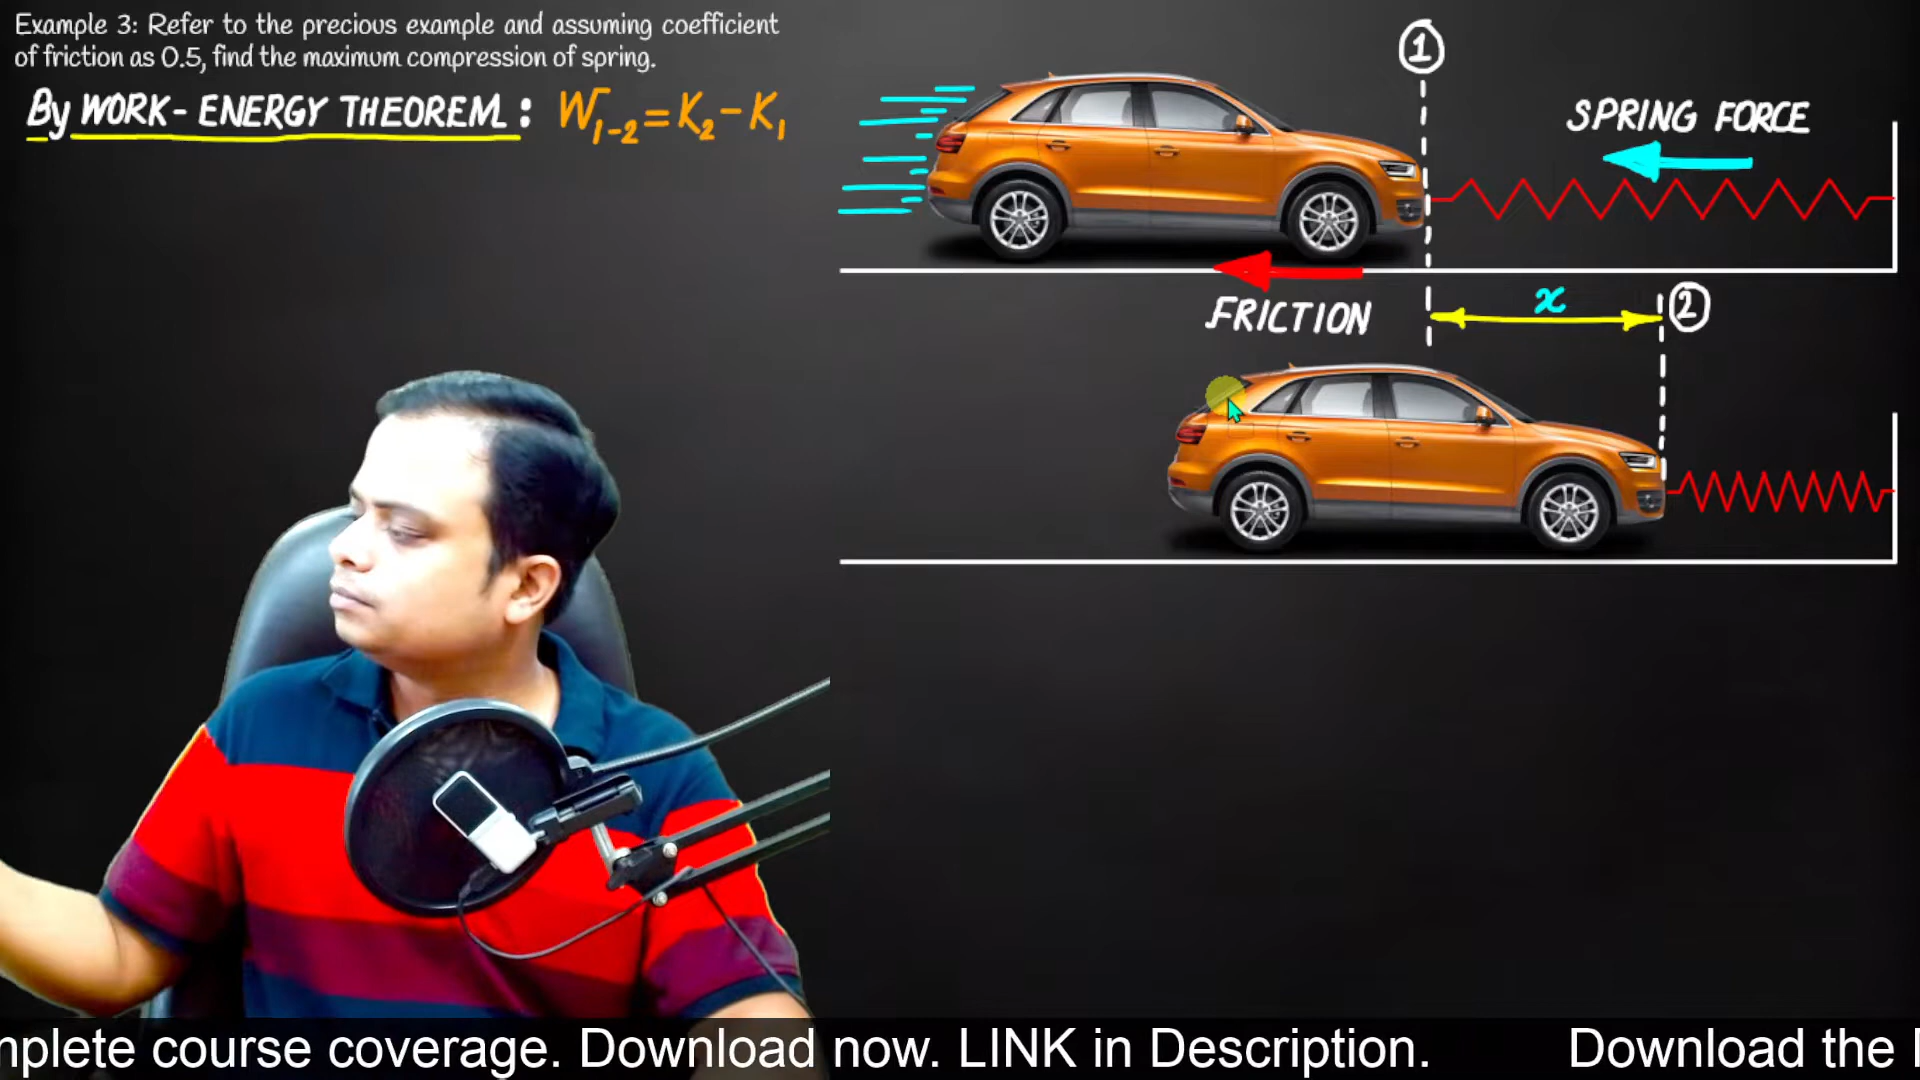 Example 3: Refer to the precious example and assuming coefficient
of friction as 0.5, find the maximum compression of spring.
By WORK-ENERGY THEOREM: W₁₋₂ = K₂ - K₁
1
SPRING FORCE
FRICTION
x
2
mplete course coverage. Download now. LINK in Description. Download the